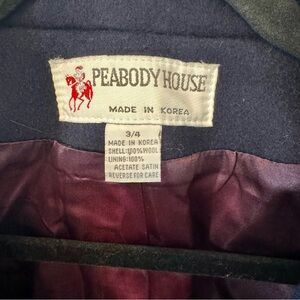 PEABODY HOUSE
MADE IN KOREA
3/4
MADE IN KOREA
SHELL:100%WOOL
LINING:100%
ACETATE SATIN
REVERSE FOR CARE